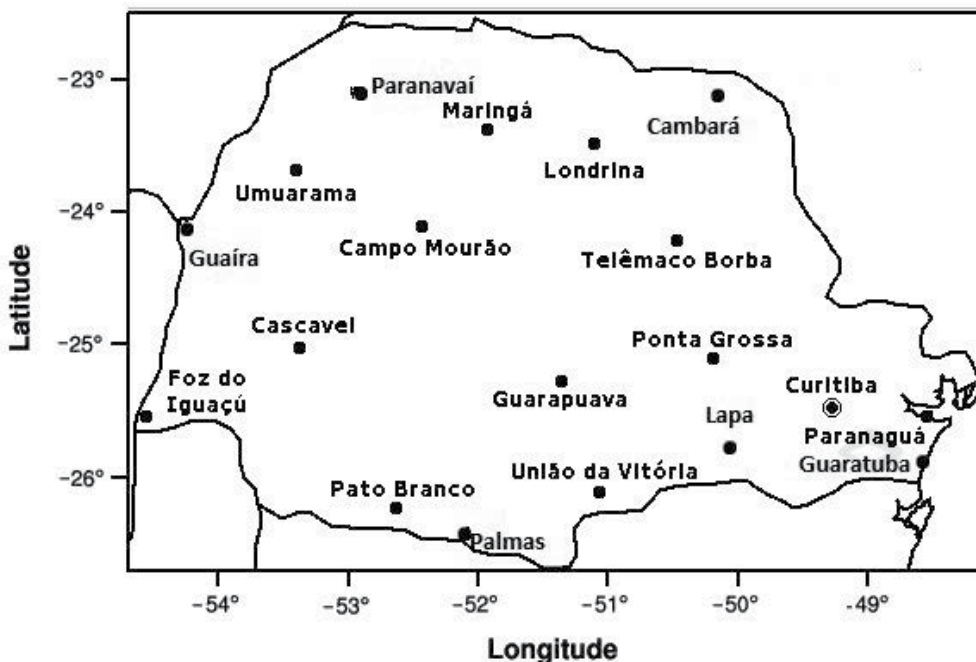 -23°
Paranavaí
Maringá
Cambará
Londrina
Umuarama
-24°
Campo Mourão
Guaíra
Telêmaco Borba
Latitude
Cascavel
-25°
Ponta Grossa
Foz do
Iguaçú
Guarapuava
Curitiba
Lapa
Paranaguá
Guaratuba
União da Vitória
-26°
Pato Branco
Palmas
-54°
-53°
-52°
-51°
-50°
-49°
Longitude